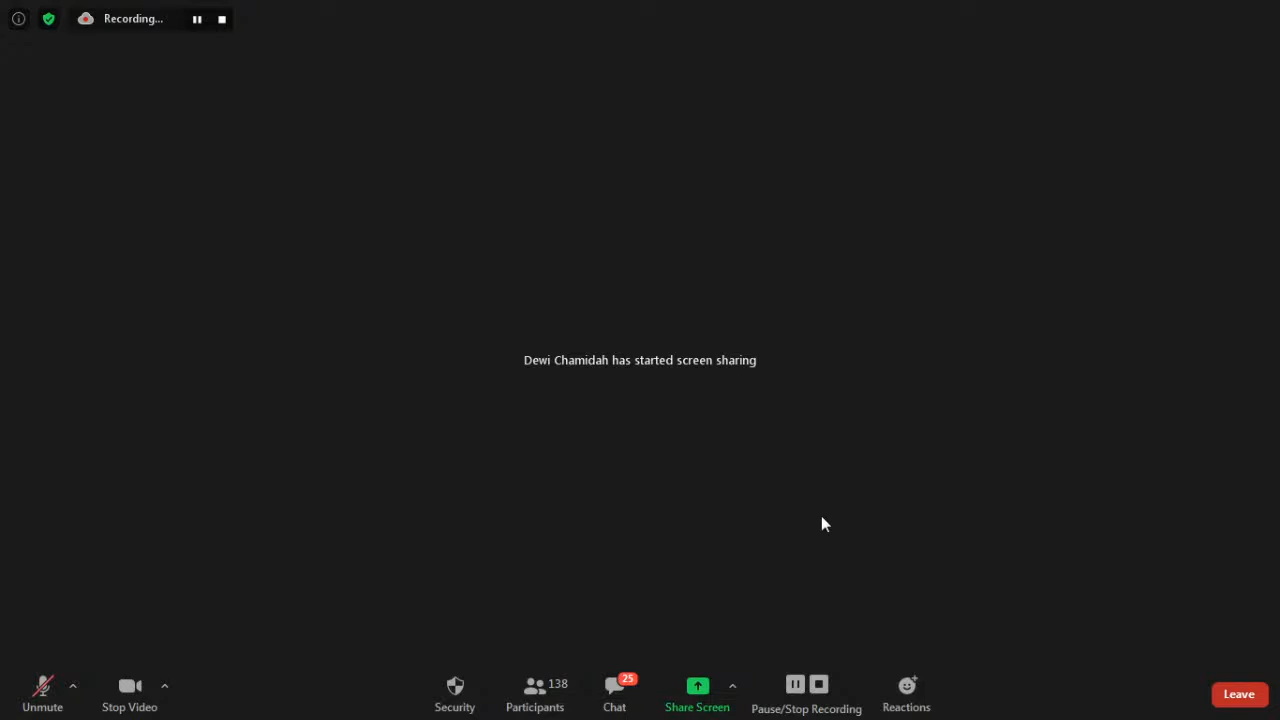 Recording...
Dewi Chamidah has started screen sharing
138
25
Unmute
Stop Video
Security
Participants
Chat
Share Screen
Pause/Stop Recording
Reactions
Leave